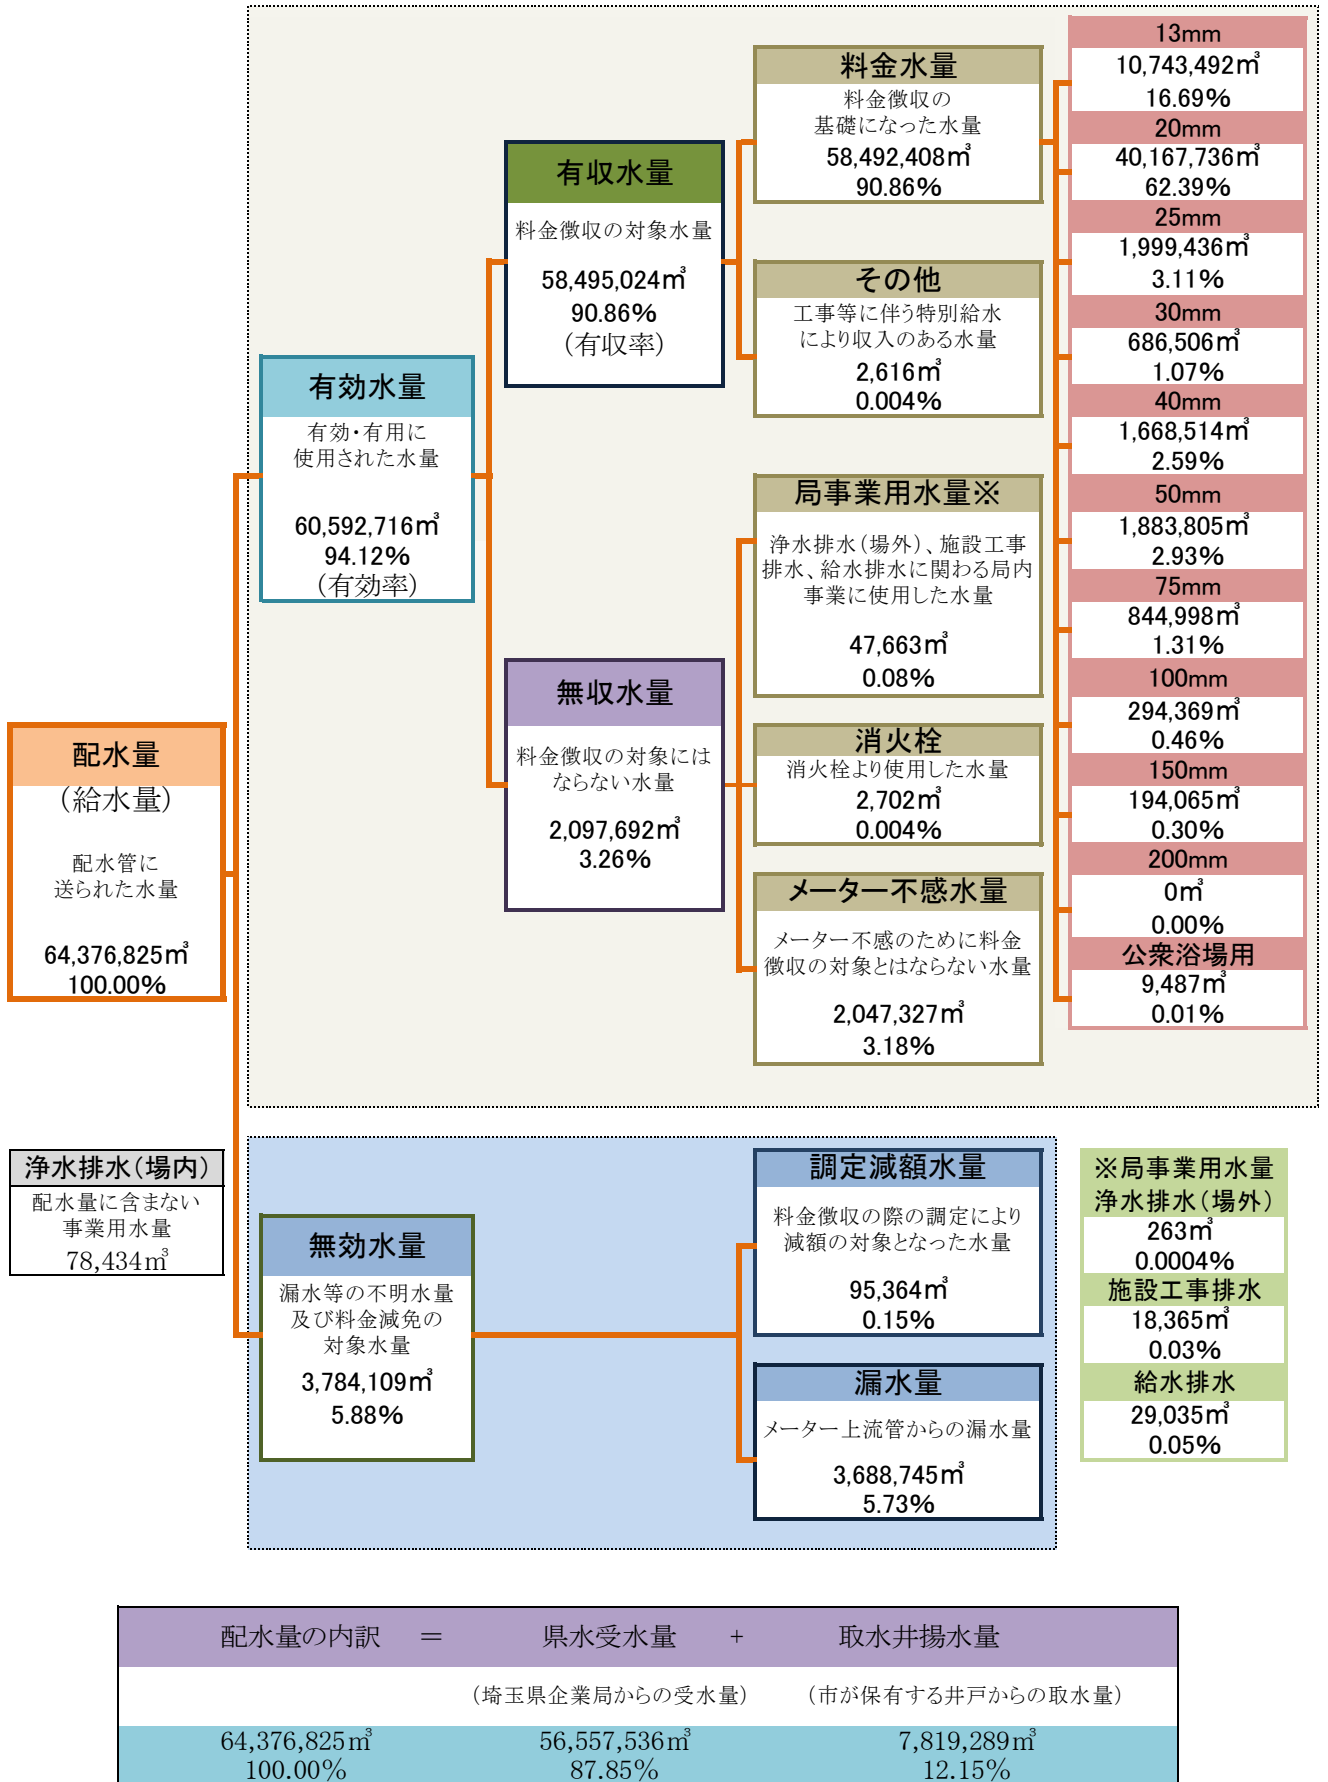 配水量
（給水量）
配水管に
送られた水量
64,376,825㎥
100.00%
浄水排水（場内）
配水量に含まない
事業用水量
78,434㎥
有効水量
有効・有用に
使用された水量
60,592,716㎥
94.12%
（有効率）
無効水量
漏水等の不明水量
及び料金減免の
対象水量
3,784,109㎥
5.88%
有収水量
料金徴収の対象水量
58,495,024㎥
90.86%
（有収率）
無収水量
料金徴収の対象には
ならない水量
2,097,692㎥
3.26%
料金水量
料金徴収の
基礎になった水量
58,492,408㎥
90.86%
その他
工事等に伴う特別給水
により収入のある水量
2,616㎥
0.004%
局事業用水量※
浄水排水（場外）、施設工事
排水、給水排水に関わる局内
事業に使用した水量
47,663㎥
0.08%
消火栓
消火栓より使用した水量
2,702㎥
0.004%
メーター不感水量
メーター不感のために料金
徴収の対象とはならない水量
2,047,327㎥
3.18%
調定減額水量
料金徴収の際の調定により
減額の対象となった水量
95,364㎥
0.15%
漏水量
メーター上流管からの漏水量
3,688,745㎥
5.73%
13mm
10,743,492㎥
16.69%
20mm
40,167,736㎥
62.39%
25mm
1,999,436㎥
3.11%
30mm
686,506㎥
1.07%
40mm
1,668,514㎥
2.59%
50mm
1,883,805㎥
2.93%
75mm
844,998㎥
1.31%
100mm
294,369㎥
0.46%
150mm
194,065㎥
0.30%
200mm
0㎥
0.00%
公衆浴場用
9,487㎥
0.01%
※局事業用水量
浄水排水（場外）
263㎥
0.0004%
施設工事排水
18,365㎥
0.03%
給水排水
29,035㎥
0.05%
配水量の内訳 ＝ 県水受水量 + 取水井揚水量
（埼玉県企業局からの受水量） （市が保有する井戸からの取水量）
64,376,825㎥ 56,557,536㎥ 7,819,289㎥
100.00% 87.85% 12.15%